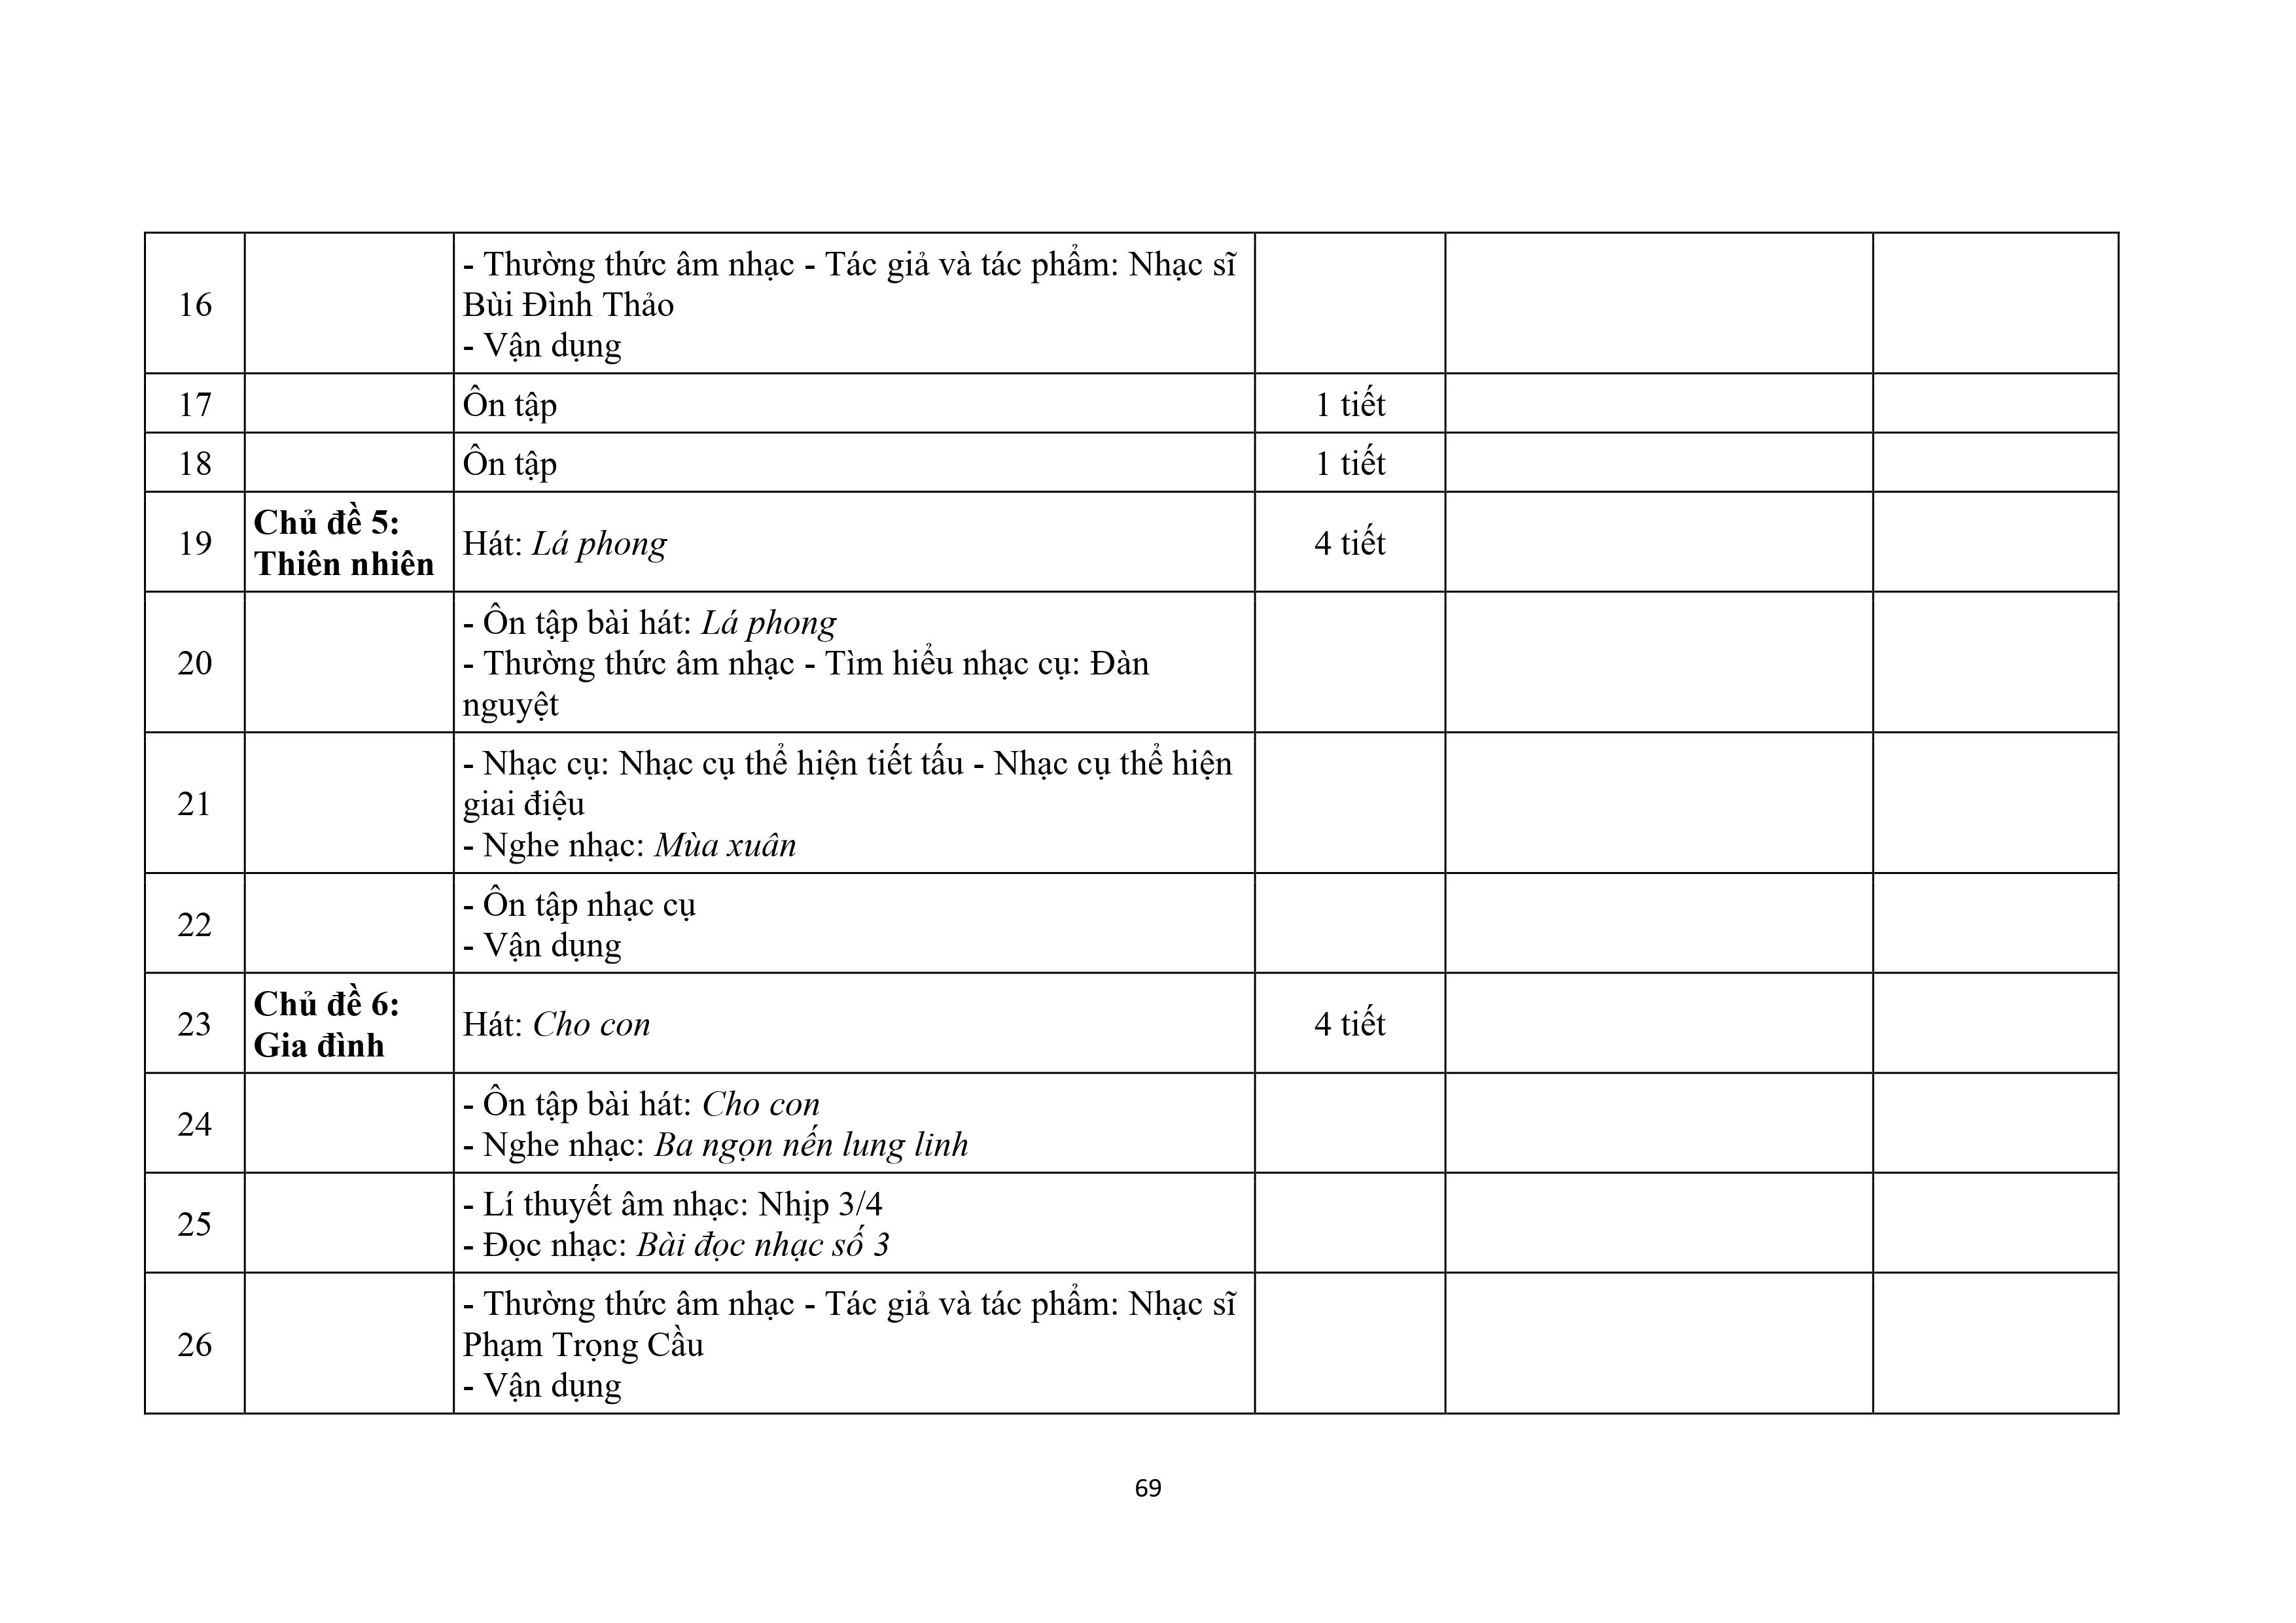 - Thường thức âm nhạc - Tác giả và tác phẩm: Nhạc sĩ
16
Bùi Đình Thảo
- Vận dụng
17 Ôn tập 1 tiết
18 Ôn tập 1 tiết
Chủ đề 5:
19 Hát: Lá phong 4 tiết
Thiên nhiên
- Ôn tập bài hát: Lá phong
20
- Thường thức âm nhạc - Tìm hiểu nhạc cụ: Đàn
nguyệt
- Nhạc cụ: Nhạc cụ thể hiện tiết tấu - Nhạc cụ thể hiện
21
giai điệu
- Nghe nhạc: Mùa xuân
22
- Ôn tập nhạc cụ
- Vận dụng
Chủ đề 6:
23 Hát: Cho con 4 tiết
Gia đình
24
- Ôn tập bài hát: Cho con
- Nghe nhạc: Ba ngọn nến lung linh
25
- Lí thuyết âm nhạc: Nhịp 3/4
- Đọc nhạc: Bài đọc nhạc số 3
- Thường thức âm nhạc - Tác giả và tác phẩm: Nhạc sĩ
26
Phạm Trọng Cầu
- Vận dụng
69